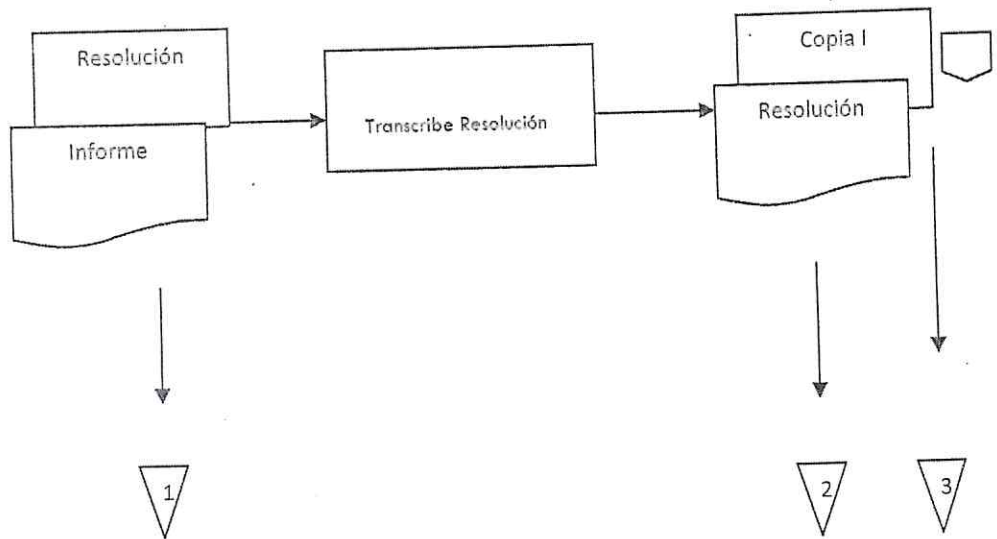 Resolución
Informe
Transcribe Resolución
Copia I
Resolución
1
2
3